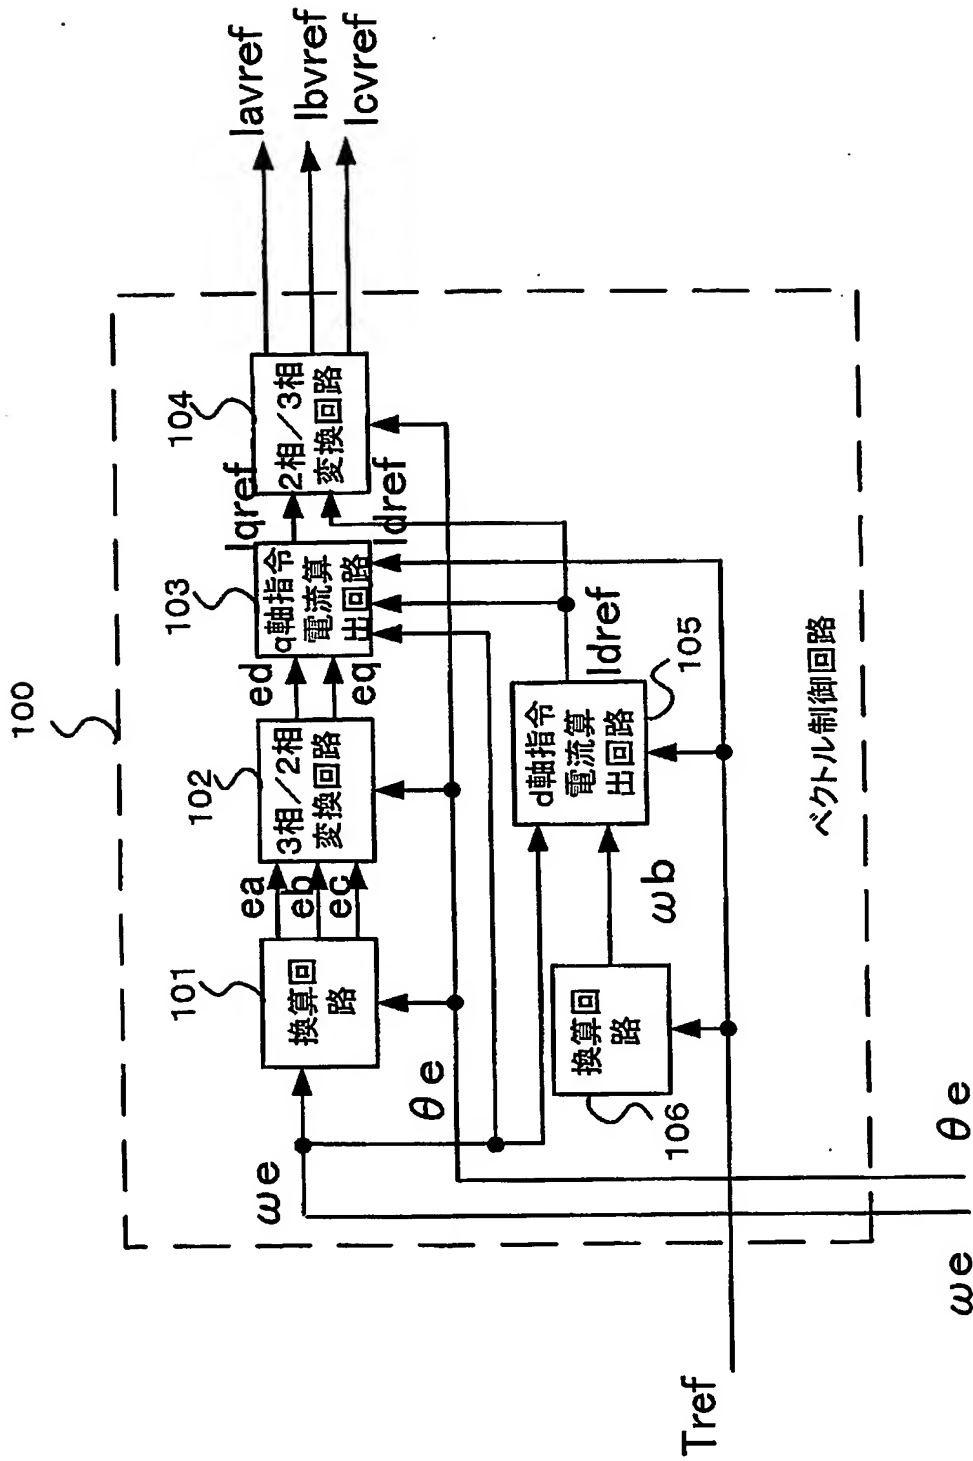 100
101
換算回
路
ea
eb
ec
102
3相/2相
変換回路
ed
eq
103
q軸指令
電流算
出回路
Iqref
Idref
104
2相/3相
変換回路
Iavref
Ibvref
Icvref
ωe
θe
106
換算回
路
ωb
105
d軸指令
電流算
出回路
Idref
ベクトル制御回路
Tref
ωe
θe